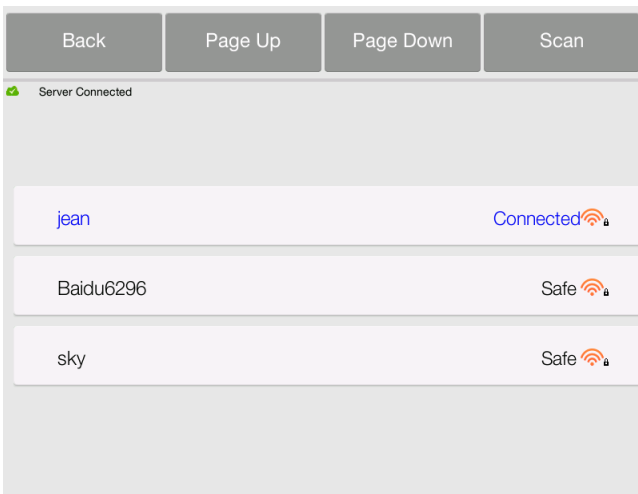 Back Page Up Page Down Scan
Server Connected
jean Connected
Baidu6296 Safe
sky Safe